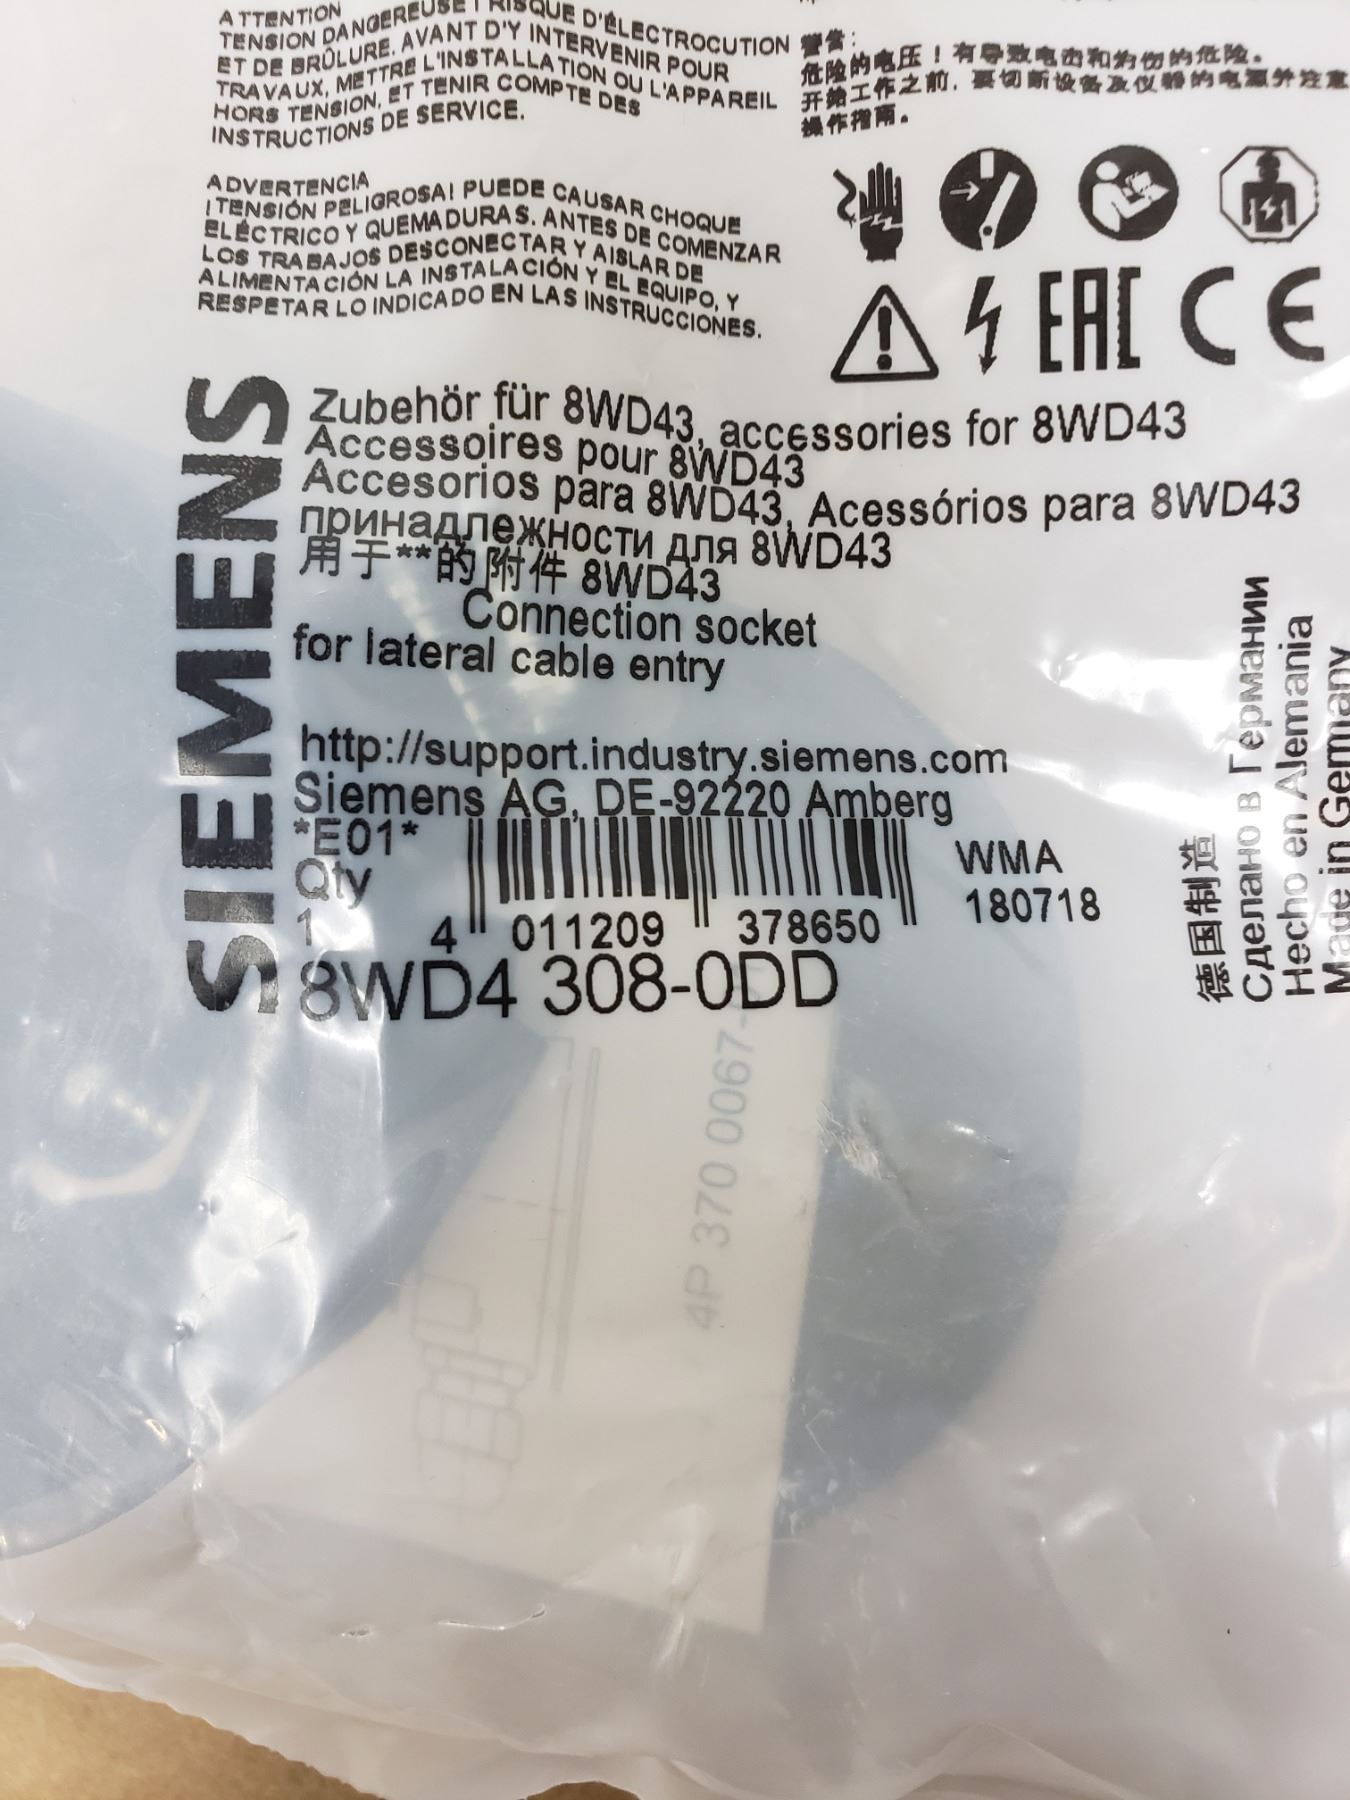 ATTENTION
TENSION DANGEREUSE ! RISQUE D'ÉLECTROCUTION
ET DE BRÛLURE. AVANT D'Y INTERVENIR POUR
TRAVAUX, METTRE L'INSTALLATION OU L'APPAREIL
HORS TENSION, ET TENIR COMPTE DES
INSTRUCTIONS DE SERVICE.
警告:
危险的电压！有导致电击和灼伤的危险。
开始工作之前，要切断设备及仪器的电源并注意
操作指南。
ADVERTENCIA
¡TENSIÓN PELIGROSA! PUEDE CAUSAR CHOQUE
ELÉCTRICO Y QUEMADURAS. ANTES DE COMENZAR
LOS TRABAJOS DESCONECTAR Y AISLAR DE
ALIMENTACIÓN LA INSTALACIÓN Y EL EQUIPO, Y
RESPETAR LO INDICADO EN LAS INSTRUCCIONES.
EAC CE
SIEMENS
Zubehör für 8WD43, accessories for 8WD43
Accessoires pour 8WD43
Accesorios para 8WD43, Acessórios para 8WD43
принадлежности для 8WD43
用于**的附件 8WD43
Connection socket
for lateral cable entry
http://support.industry.siemens.com
Siemens AG, DE-92220 Amberg
*E01*
Qty
1
4 011209 378650
WMA
180718
8WD4 308-0DD
德国制造
Сделано в Германии
Hecho en Alemania
Made in Germany
4P 370 0067-